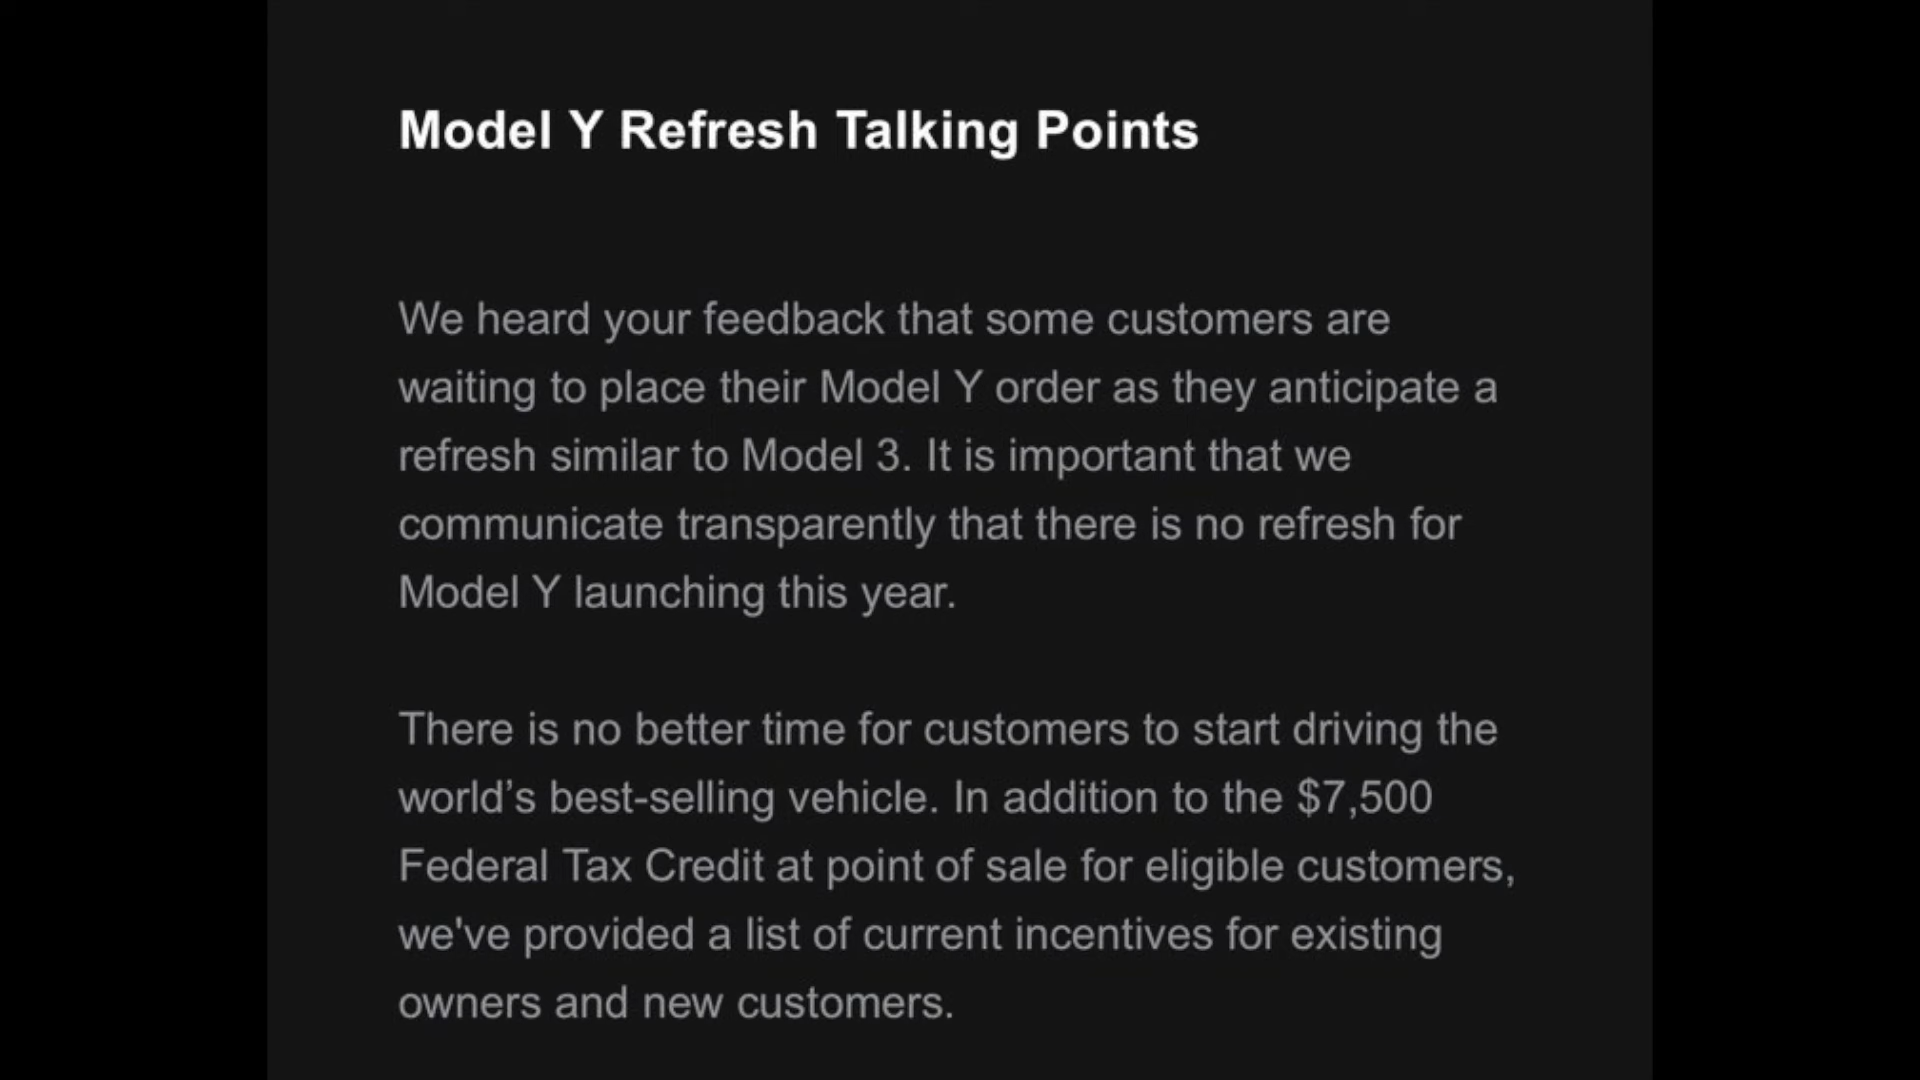 Model Y Refresh Talking Points
We heard your feedback that some customers are
waiting to place their Model Y order as they anticipate a
refresh similar to Model 3. It is important that we
communicate transparently that there is no refresh for
Model Y launching this year.
There is no better time for customers to start driving the
world’s best-selling vehicle. In addition to the $7,500
Federal Tax Credit at point of sale for eligible customers,
we've provided a list of current incentives for existing
owners and new customers.